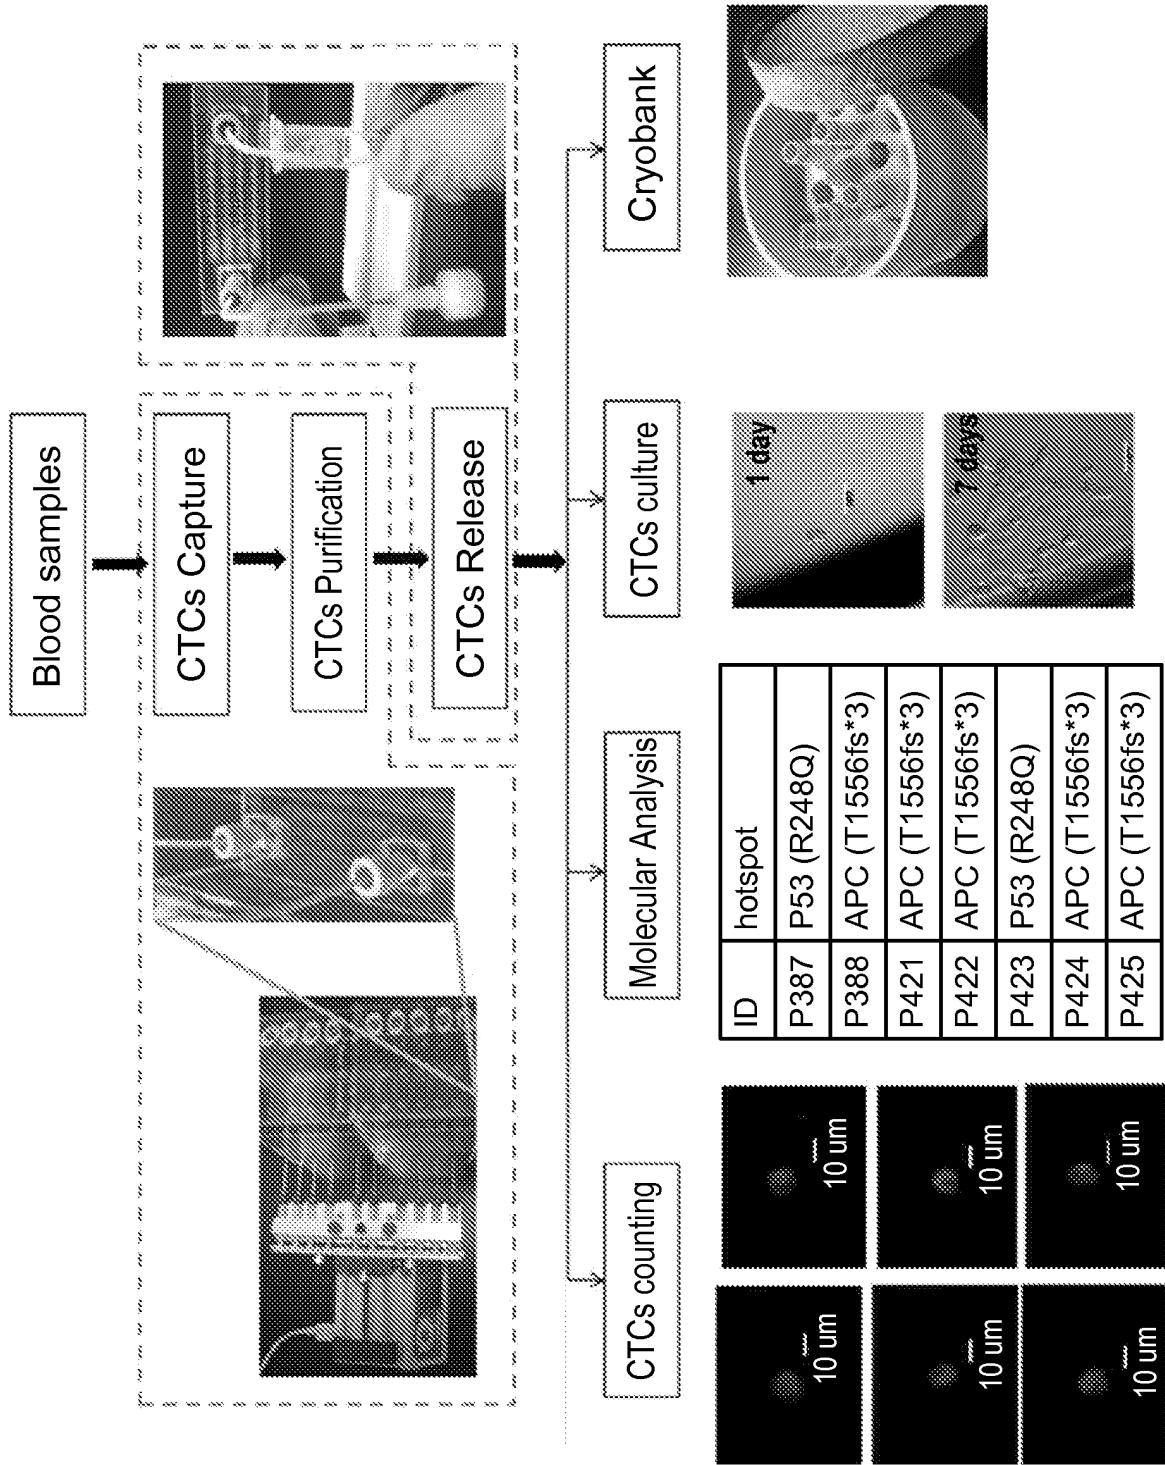 Blood samples
CTCs Capture
CTCs Purification
CTCs Release
CTCs counting
Molecular Analysis
CTCs culture
Cryobank
10 um
10 um
10 um
10 um
10 um
10 um
ID hotspot
P387 P53 (R248Q)
P388 APC (T1556fs*3)
P421 APC (T1556fs*3)
P422 APC (T1556fs*3)
P423 P53 (R248Q)
P424 APC (T1556fs*3)
P425 APC (T1556fs*3)
1 day
7 days